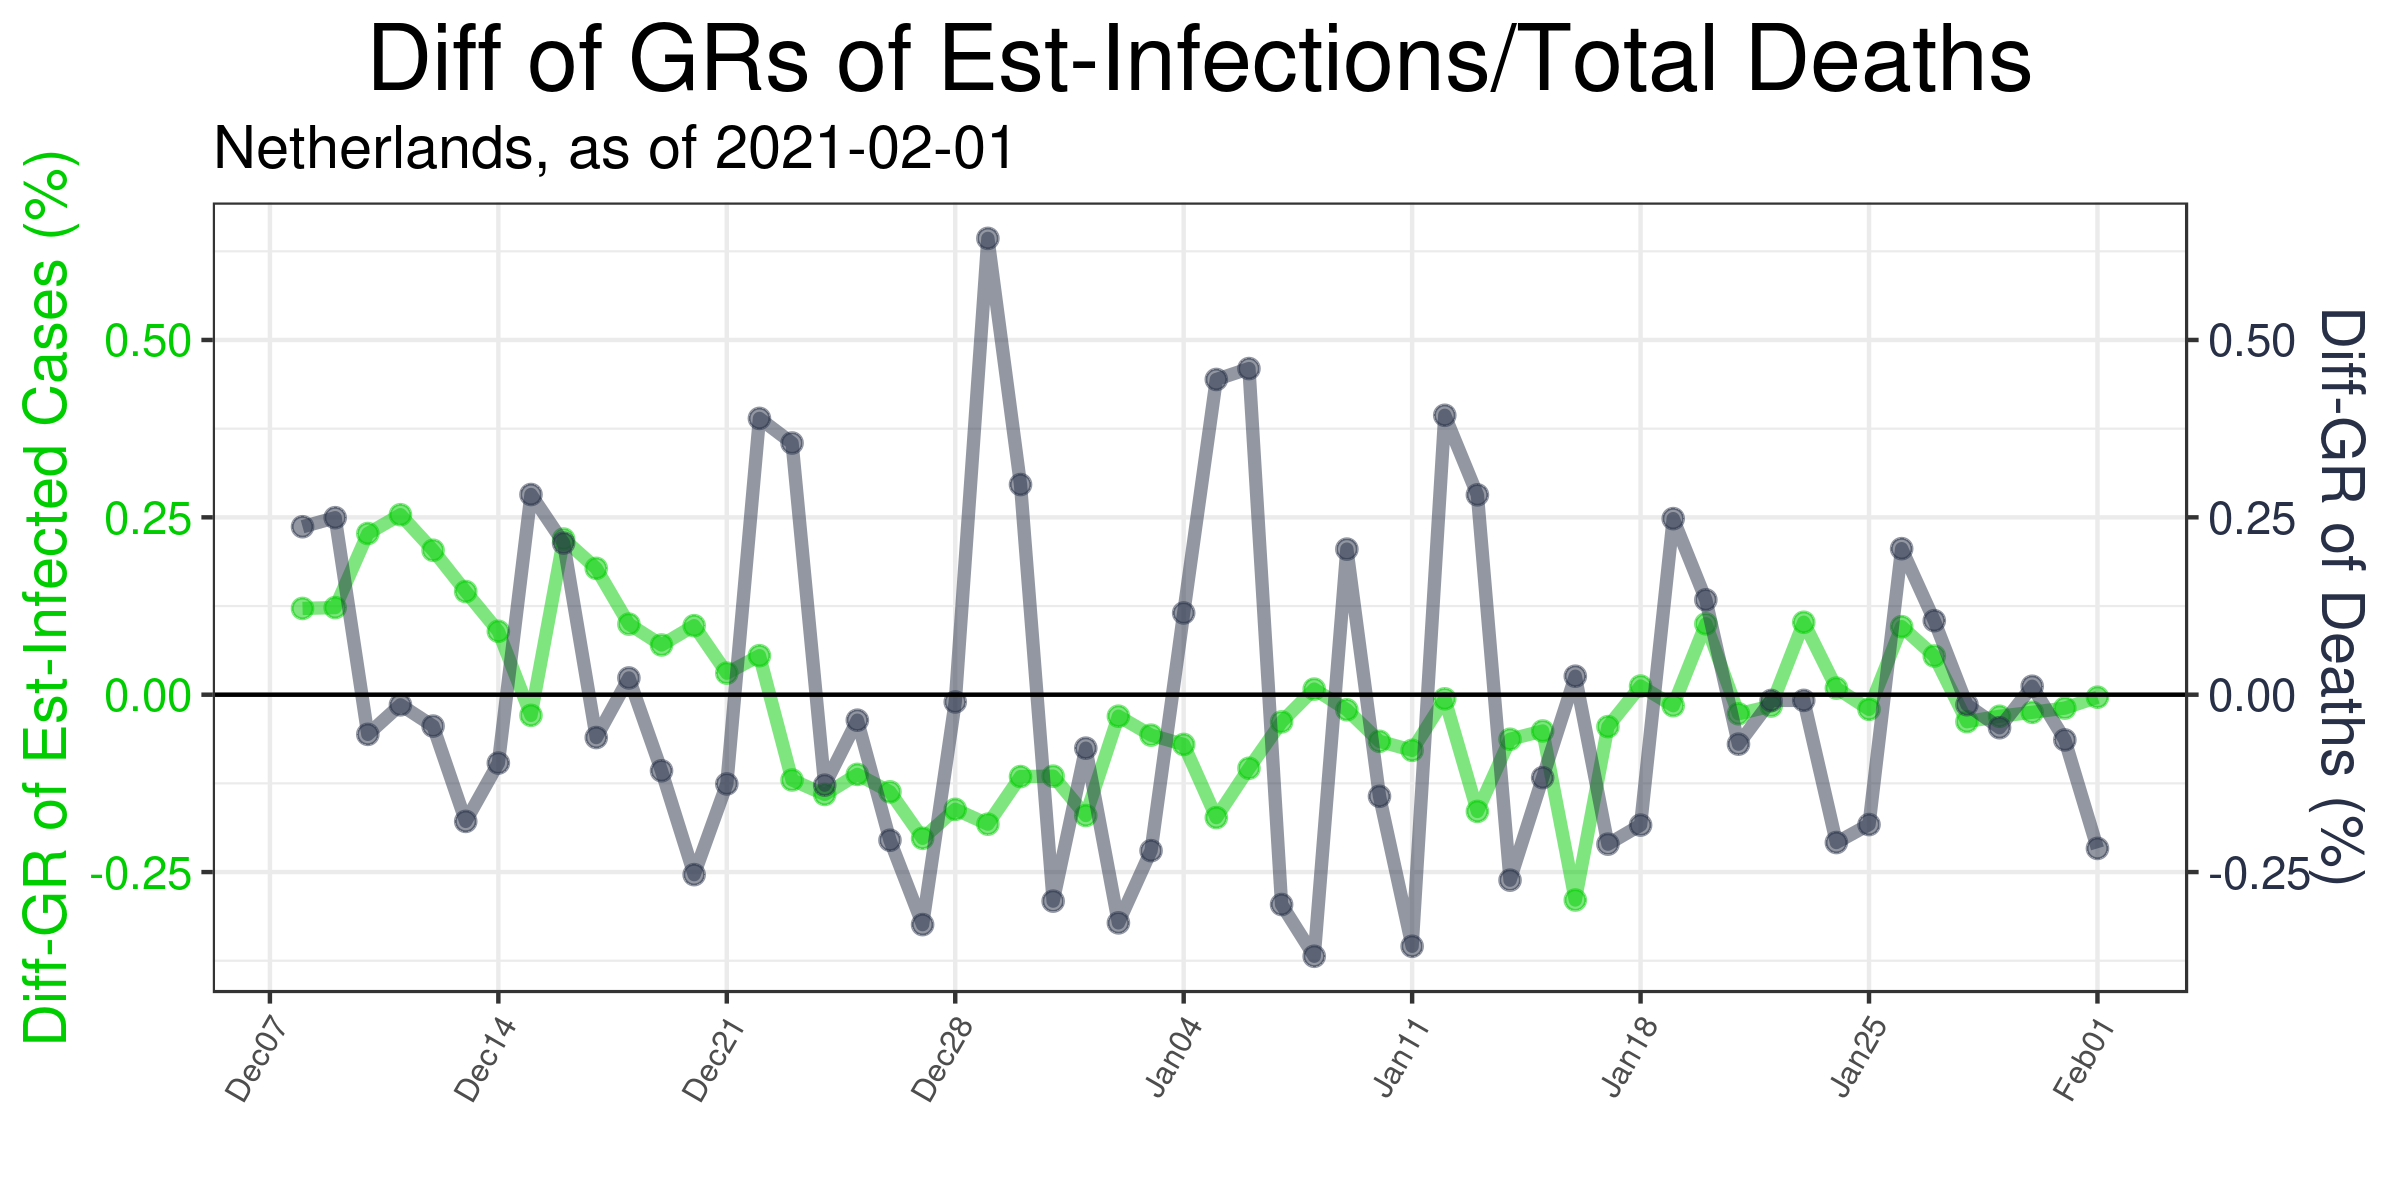 Diff of GRs of Est-Infections/Total Deaths
Netherlands, as of 2021-02-01
Diff-GR of Est-Infected Cases (%)
0.50
0.25
0.00
-0.25
0.50
0.25
0.00
-0.25
Diff-GR of Deaths (%)
Dec07
Dec14
Dec21
Dec28
Jan04
Jan11
Jan18
Jan25
Feb01